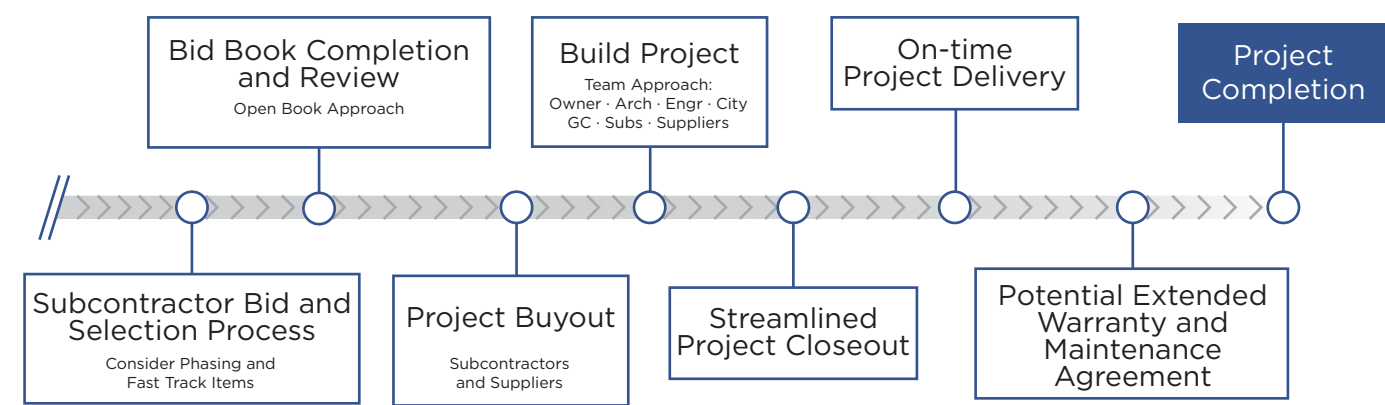 Bid Book Completion
and Review
Open Book Approach
Build Project
Team Approach:
Owner · Arch · Engr · City
GC · Subs · Suppliers
On-time
Project Delivery
Project
Completion
Subcontractor Bid and
Selection Process
Consider Phasing and
Fast Track Items
Project Buyout
Subcontractors
and Suppliers
Streamlined
Project Closeout
Potential Extended
Warranty and
Maintenance
Agreement